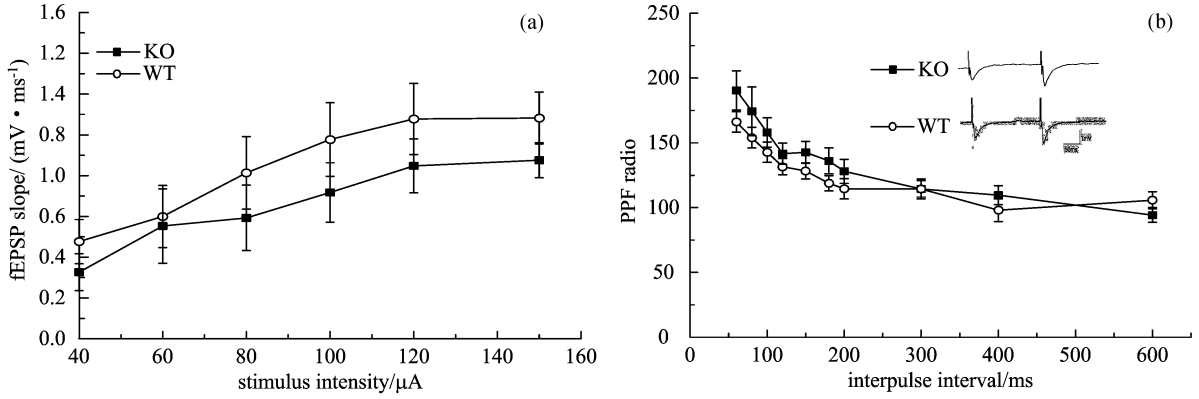 (a)
1.6
1.2
1.4
0.8
1.0
0.6
0.4
0.2
0.0
fEPSP slope/ (mV • ms⁻¹)
KO
WT
40 60 80 100 120 140 160
stimulus intensity/μA
(b)
250
200
150
100
50
0
PPF radio
KO
WT
0 100 200 300 400 500 600
interpulse interval/ms